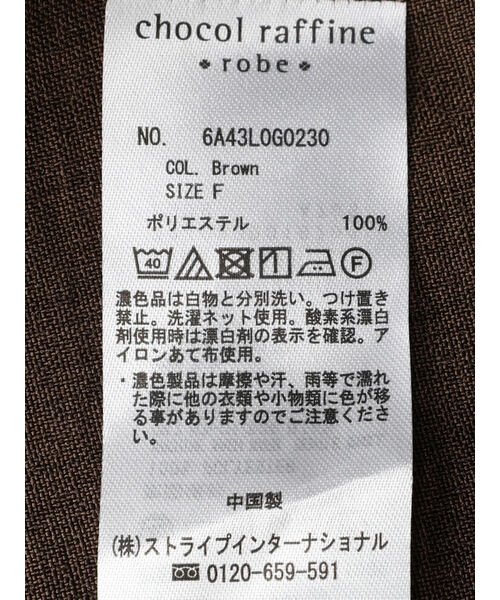 chocol raffine
robe
NO. 6A43L0G0230
COL. Brown
SIZE F
ポリエステル 100%
40 F
濃色品は白物と分別洗い。つけ置き
禁止。洗濯ネット使用。酸素系漂白
剤使用時は漂白剤の表示を確認。ア
イロンあて布使用。
・濃色製品は摩擦や汗、雨等で濡れ
た際に他の衣類や小物類に色が移
る事がありますのでご注意くださ
い。
中国製
(株)ストライプインターナショナル
0120-659-591